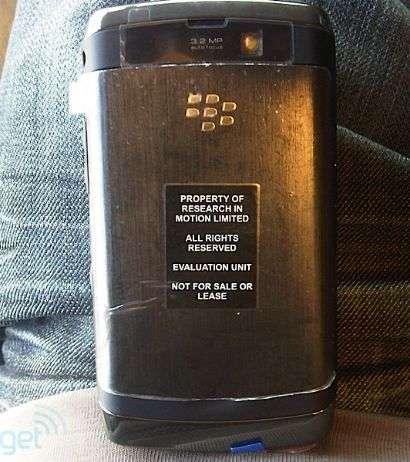 3.2 MP
auto focus
PROPERTY OF
RESEARCH IN
MOTION LIMITED
ALL RIGHTS
RESERVED
EVALUATION UNIT
NOT FOR SALE OR
LEASE
get